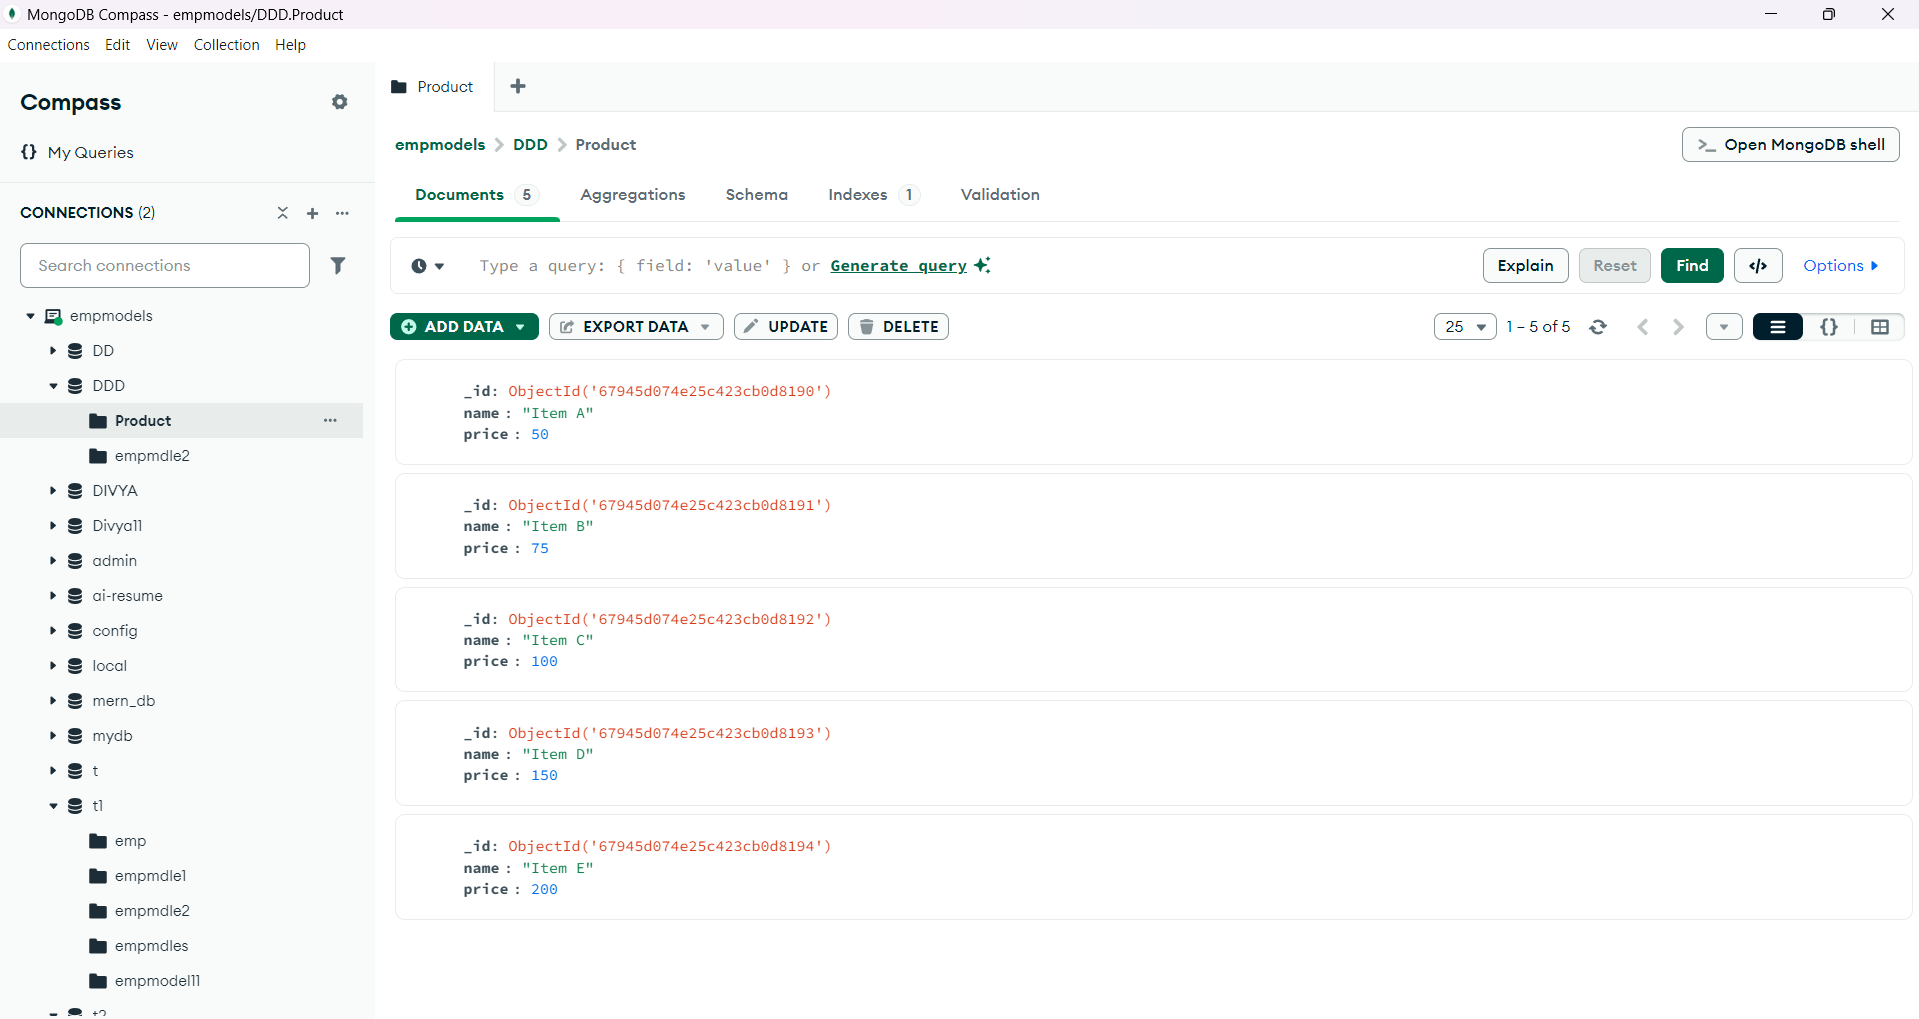 MongoDB Compass - empmodels/DDD.Product
Connections Edit View Collection Help
Compass
{} My Queries
CONNECTIONS (2)
Search connections
empmodels
DD
DDD
Product
empmdle2
DIVYA
Divya11
admin
ai-resume
config
local
mern_db
mydb
t
t1
emp
empmdle1
empmdle2
empmdles
empmodel11
t2
Product
empmodels > DDD > Product
>_ Open MongoDB shell
Documents 5 Aggregations Schema Indexes 1 Validation
Type a query: { field: 'value' } or Generate query
Explain Reset Find </> Options
ADD DATA EXPORT DATA UPDATE DELETE
25 1 – 5 of 5 {}
_id: ObjectId('67945d074e25c423cb0d8190')
name : "Item A"
price : 50
_id: ObjectId('67945d074e25c423cb0d8191')
name : "Item B"
price : 75
_id: ObjectId('67945d074e25c423cb0d8192')
name : "Item C"
price : 100
_id: ObjectId('67945d074e25c423cb0d8193')
name : "Item D"
price : 150
_id: ObjectId('67945d074e25c423cb0d8194')
name : "Item E"
price : 200